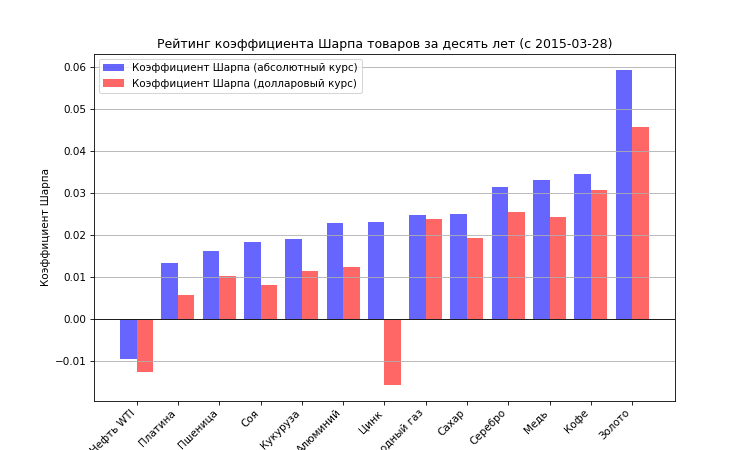 Рейтинг коэффициента Шарпа товаров за десять лет (с 2015-03-28)
Коэффициент Шарпа (абсолютный курс)
Коэффициент Шарпа (долларовый курс)
Коэффициент Шарпа
0.06
0.05
0.04
0.03
0.02
0.01
0.00
−0.01
Нефть WTI
Платина
Пшеница
Соя
Кукуруза
Алюминий
Цинк
газ
Сахар
Серебро
Медь
Кофе
Золото